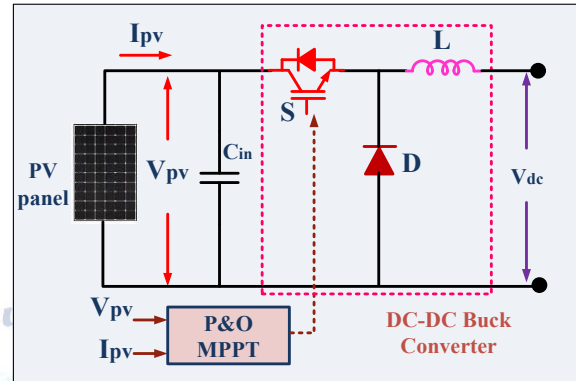 Ipv
L
S
PV
panel
Vpv
Cin
D
Vdc
Vpv
Ipv
P&O
MPPT
DC-DC Buck
Converter